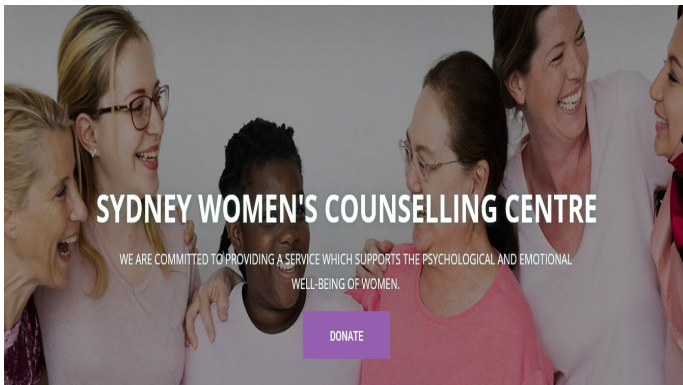 SYDNEY WOMEN'S COUNSELLING CENTRE
WE ARE COMMITTED TO PROVIDING A SERVICE WHICH SUPPORTS THE PSYCHOLOGICAL AND EMOTIONAL
WELL-BEING OF WOMEN.
DONATE